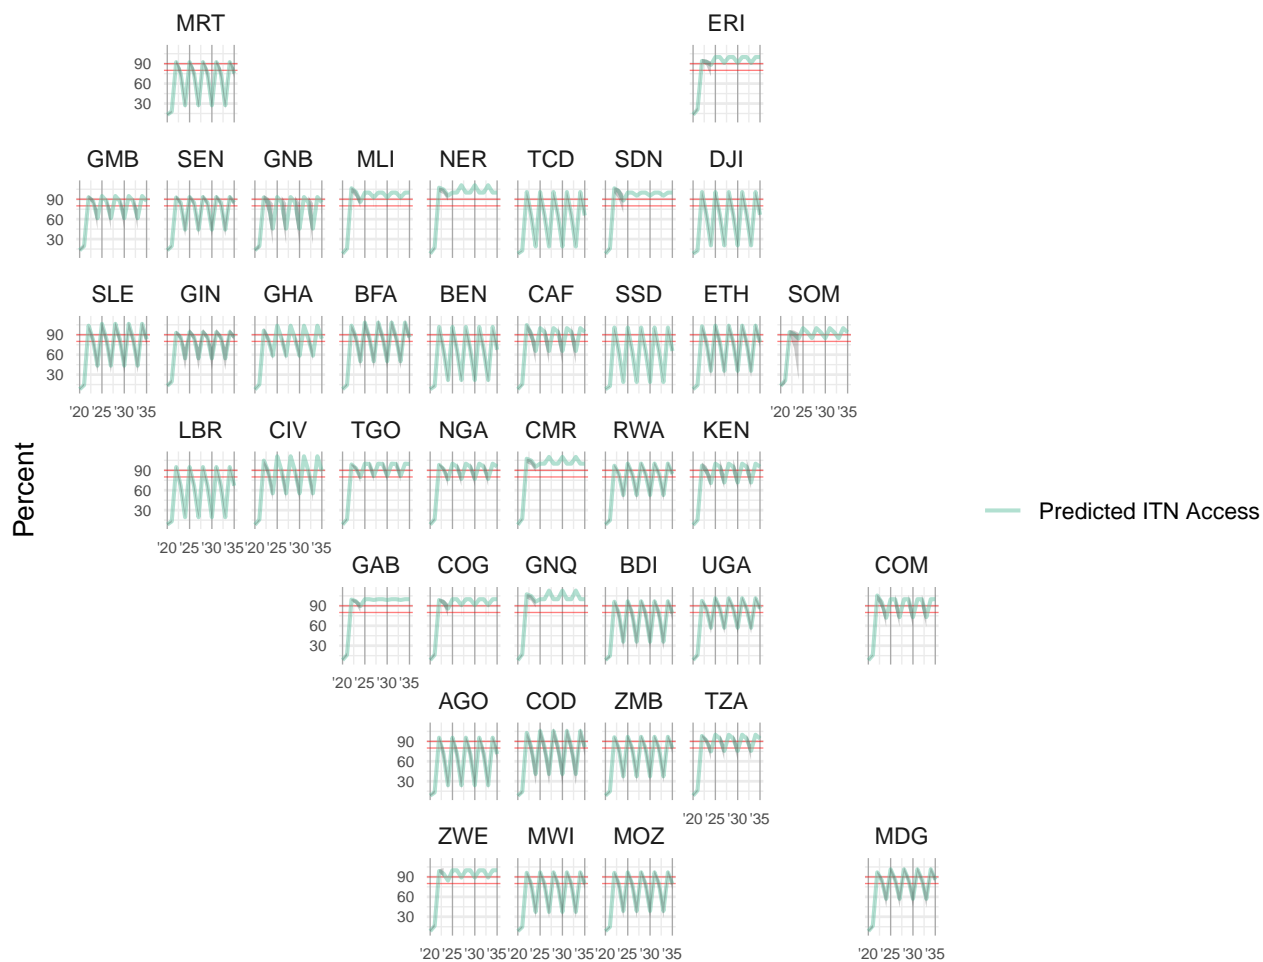 MRT ERI
90
60
30
GMB SEN GNB MLI NER TCD SDN DJI
90
60
30
SLE GIN GHA BFA BEN CAF SSD ETH SOM
90
60
30
'20 '25 '30 '35 '20 '25 '30 '35
LBR CIV TGO NGA CMR RWA KEN
90
60
30
'20 '25 '30 '35 '20 '25 '30 '35
Percent
Predicted ITN Access
GAB COG GNQ BDI UGA COM
90
60
30
'20 '25 '30 '35
AGO COD ZMB TZA
90
60
30
'20 '25 '30 '35
ZWE MWI MOZ MDG
90
60
30
'20 '25 '30 '35 '20 '25 '30 '35 '20 '25 '30 '35 '20 '25 '30 '35